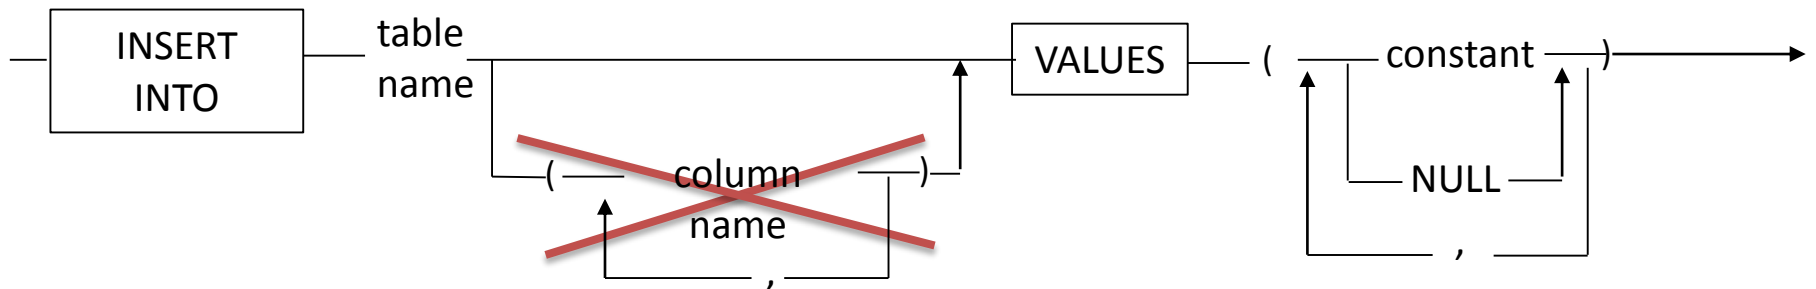 INSERT
INTO
table
name
VALUES
(
constant
)
(
column
name
)
,
NULL
,